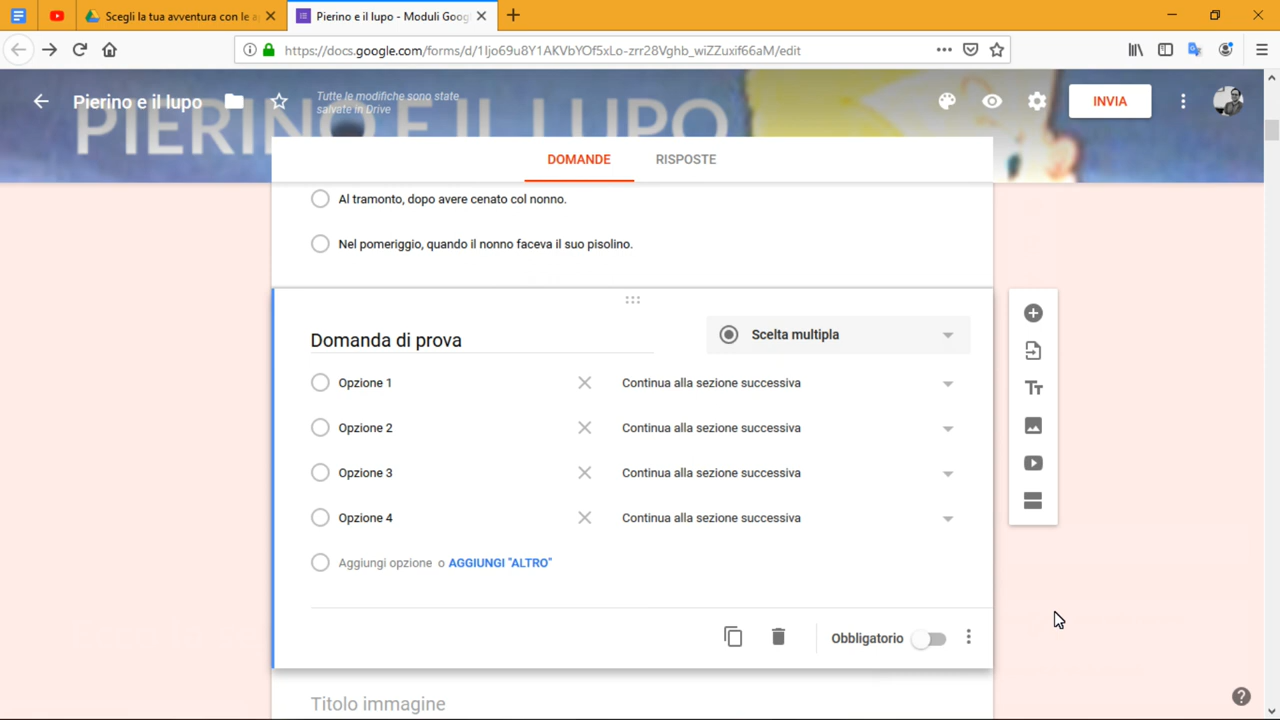 Scegli la tua avventura con le a
Pierino e il lupo - Moduli Goog
https://docs.google.com/forms/d/1Ijo69u8Y1AKVbYOf5xLo-zrr28Vghb_wiZZuxif66aM/edit
Pierino e il lupo
Tutte le modifiche sono state
salvate in Drive
INVIA
PIERINO E IL LUPO
DOMANDE
RISPOSTE
Al tramonto, dopo avere cenato col nonno.
Nel pomeriggio, quando il nonno faceva il suo pisolino.
Domanda di prova
Scelta multipla
Opzione 1
Continua alla sezione successiva
Opzione 2
Continua alla sezione successiva
Opzione 3
Continua alla sezione successiva
Opzione 4
Continua alla sezione successiva
Aggiungi opzione o AGGIUNGI "ALTRO"
Obbligatorio
Titolo immagine